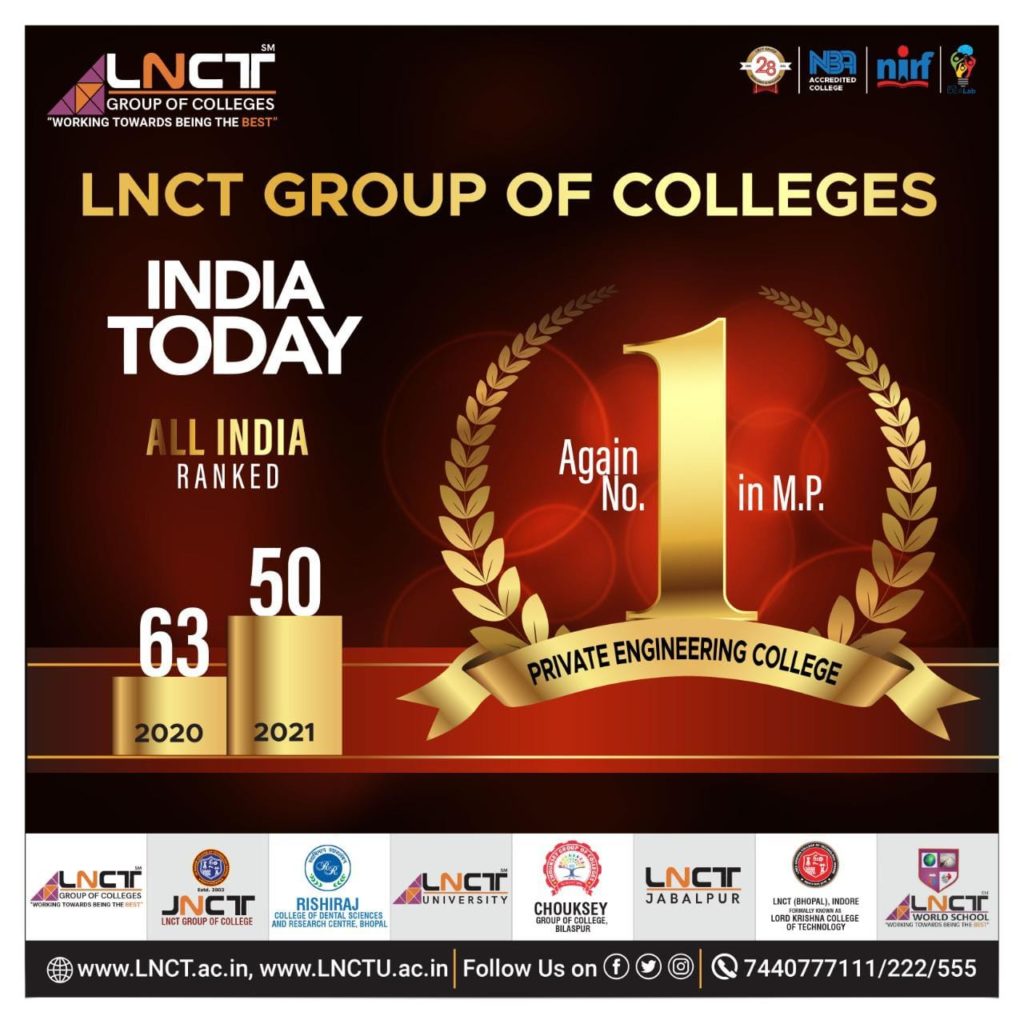 LNCT SM
GROUP OF COLLEGES
"WORKING TOWARDS BEING THE BEST"
28
NBA
ACCREDITED
COLLEGE
nirf
LNCT GROUP OF COLLEGES
INDIA
TODAY
ALL INDIA
RANKED
63
50
2020
2021
Again
No.
1
in M.P.
PRIVATE ENGINEERING COLLEGE
LNCT SM
GROUP OF COLLEGES
"WORKING TOWARDS BEING THE BEST"
Estd. 2003
JNCT
LNCT GROUP OF COLLEGE
RISHIRAJ
COLLEGE OF DENTAL SCIENCES
AND RESEARCH CENTRE, BHOPAL
LNCT
UNIVERSITY
CHOUKSEY
GROUP OF COLLEGE,
BILASPUR
LNCT
JABALPUR
LNCT (BHOPAL), INDORE
FORMALLY KNOWN AS
LORD KRISHNA COLLEGE
OF TECHNOLOGY
LNCT
WORLD SCHOOL
"WORKING TOWARDS BEING THE BEST"
www.LNCT.ac.in, www.LNCTU.ac.in
Follow Us on
7440777111/222/555